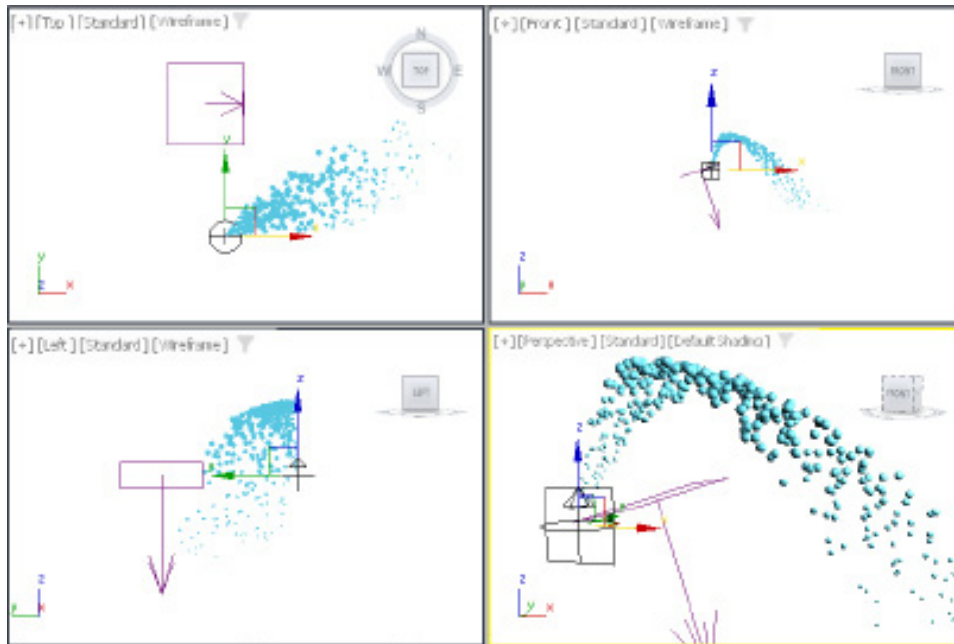 [+] [Top] [Standard] [Wireframe]
N
W TOP E
S
y
x
y
z x
[+] [Front] [Standard] [Wireframe]
FRONT
z
x
z
y x
[+] [Left] [Standard] [Wireframe]
LEFT
z
y
z
y x
[+] [Perspective] [Standard] [Default Shading]
FRONT
z
x
z
y x